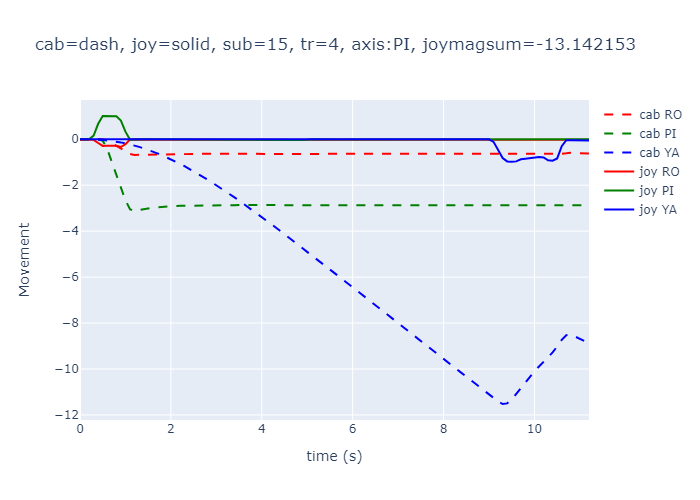 cab=dash, joy=solid, sub=15, tr=4, axis:PI, joymagsum=-13.142153
cab RO
cab PI
cab YA
joy RO
joy PI
joy YA
Movement
0
−2
−4
−6
−8
−10
−12
0 2 4 6 8 10
time (s)